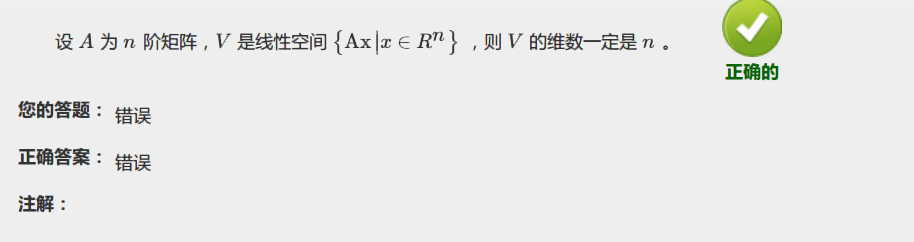 设 A 为 n 阶矩阵，V 是线性空间 {Ax|x ∈ Rⁿ} ，则 V 的维数一定是 n 。
正确的
您的答题： 错误
正确答案： 错误
注解：